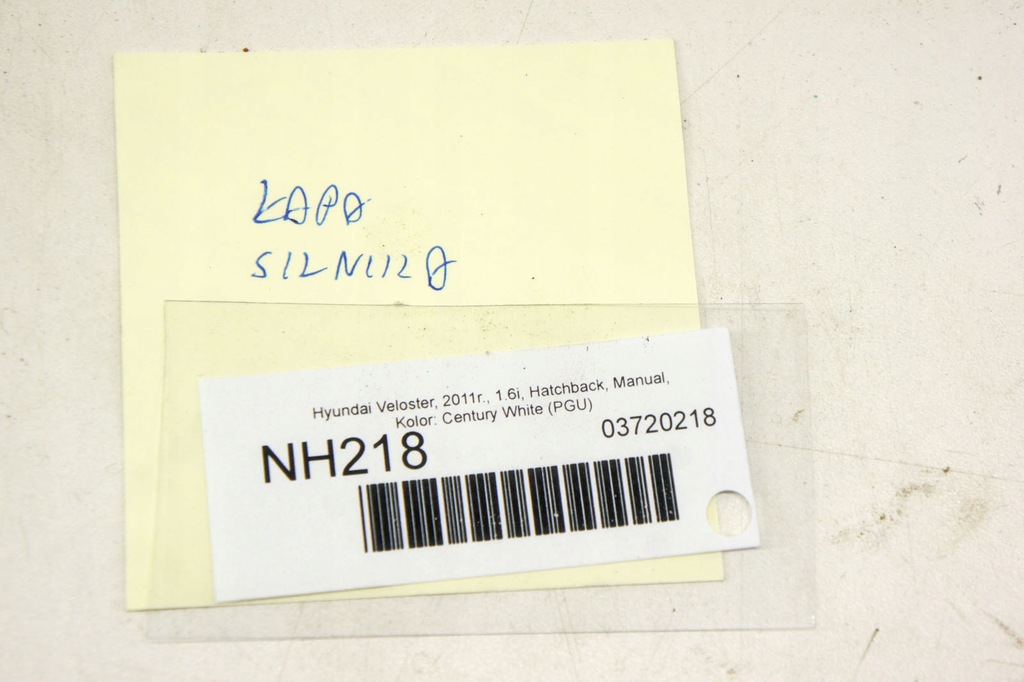 ŁAPA
SILNIKA
Hyundai Veloster, 2011r., 1.6i, Hatchback, Manual,
Kolor: Century White (PGU)
NH218
03720218